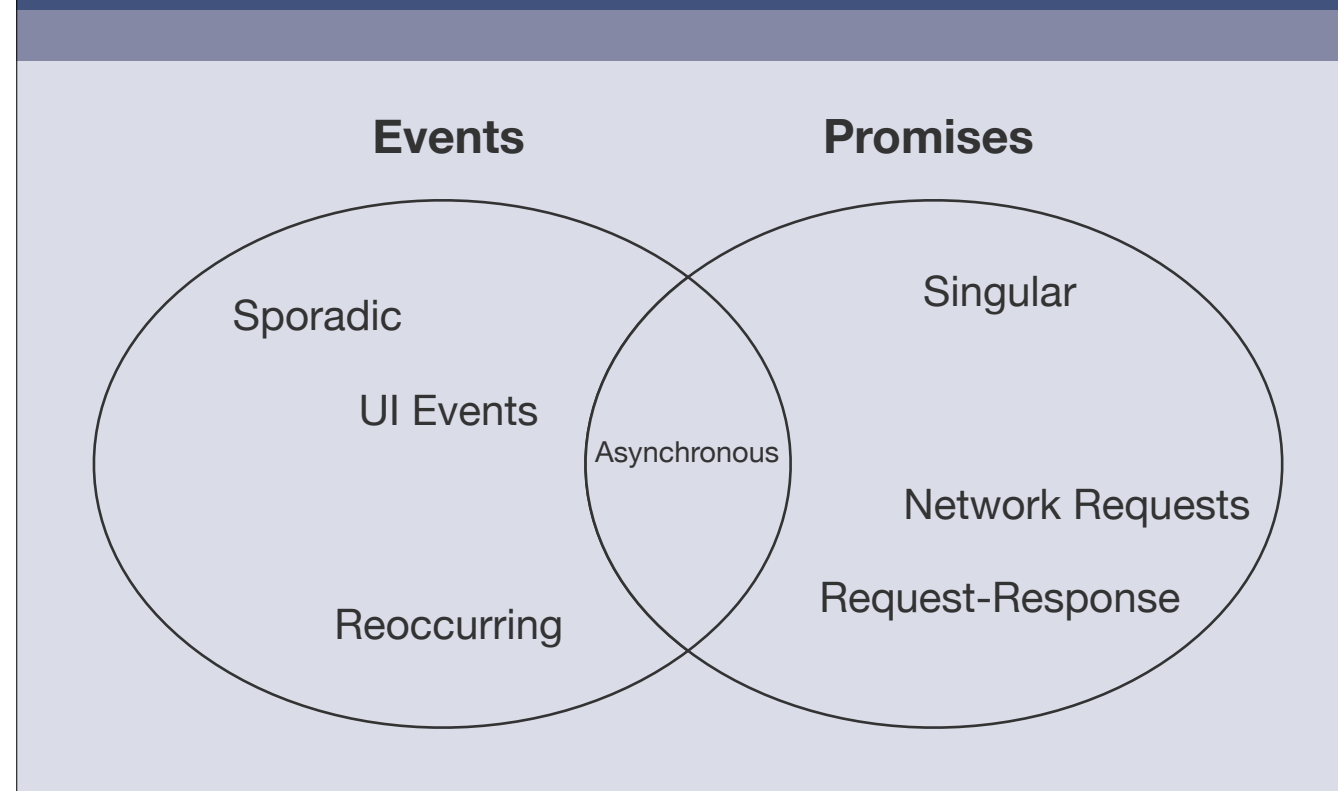 Events
Promises
Sporadic
UI Events
Reoccurring
Asynchronous
Singular
Network Requests
Request-Response